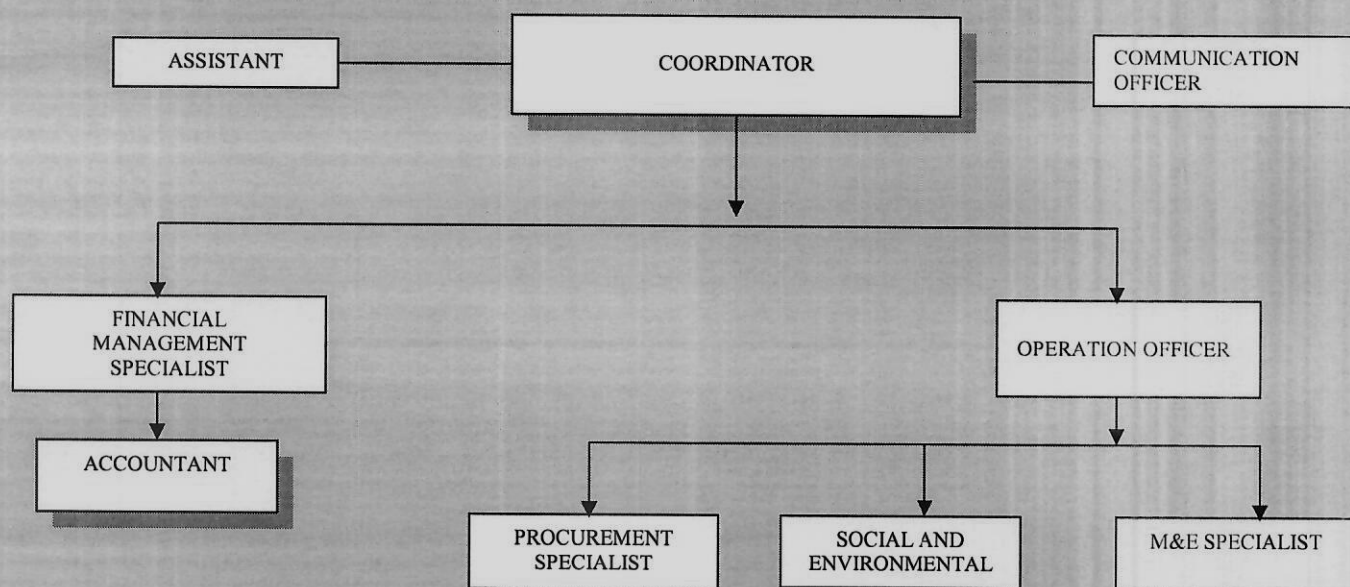 ASSISTANT
COORDINATOR
COMMUNICATION
OFFICER
FINANCIAL
MANAGEMENT
SPECIALIST
OPERATION OFFICER
ACCOUNTANT
PROCUREMENT
SPECIALIST
SOCIAL AND
ENVIRONMENTAL
M&E SPECIALIST